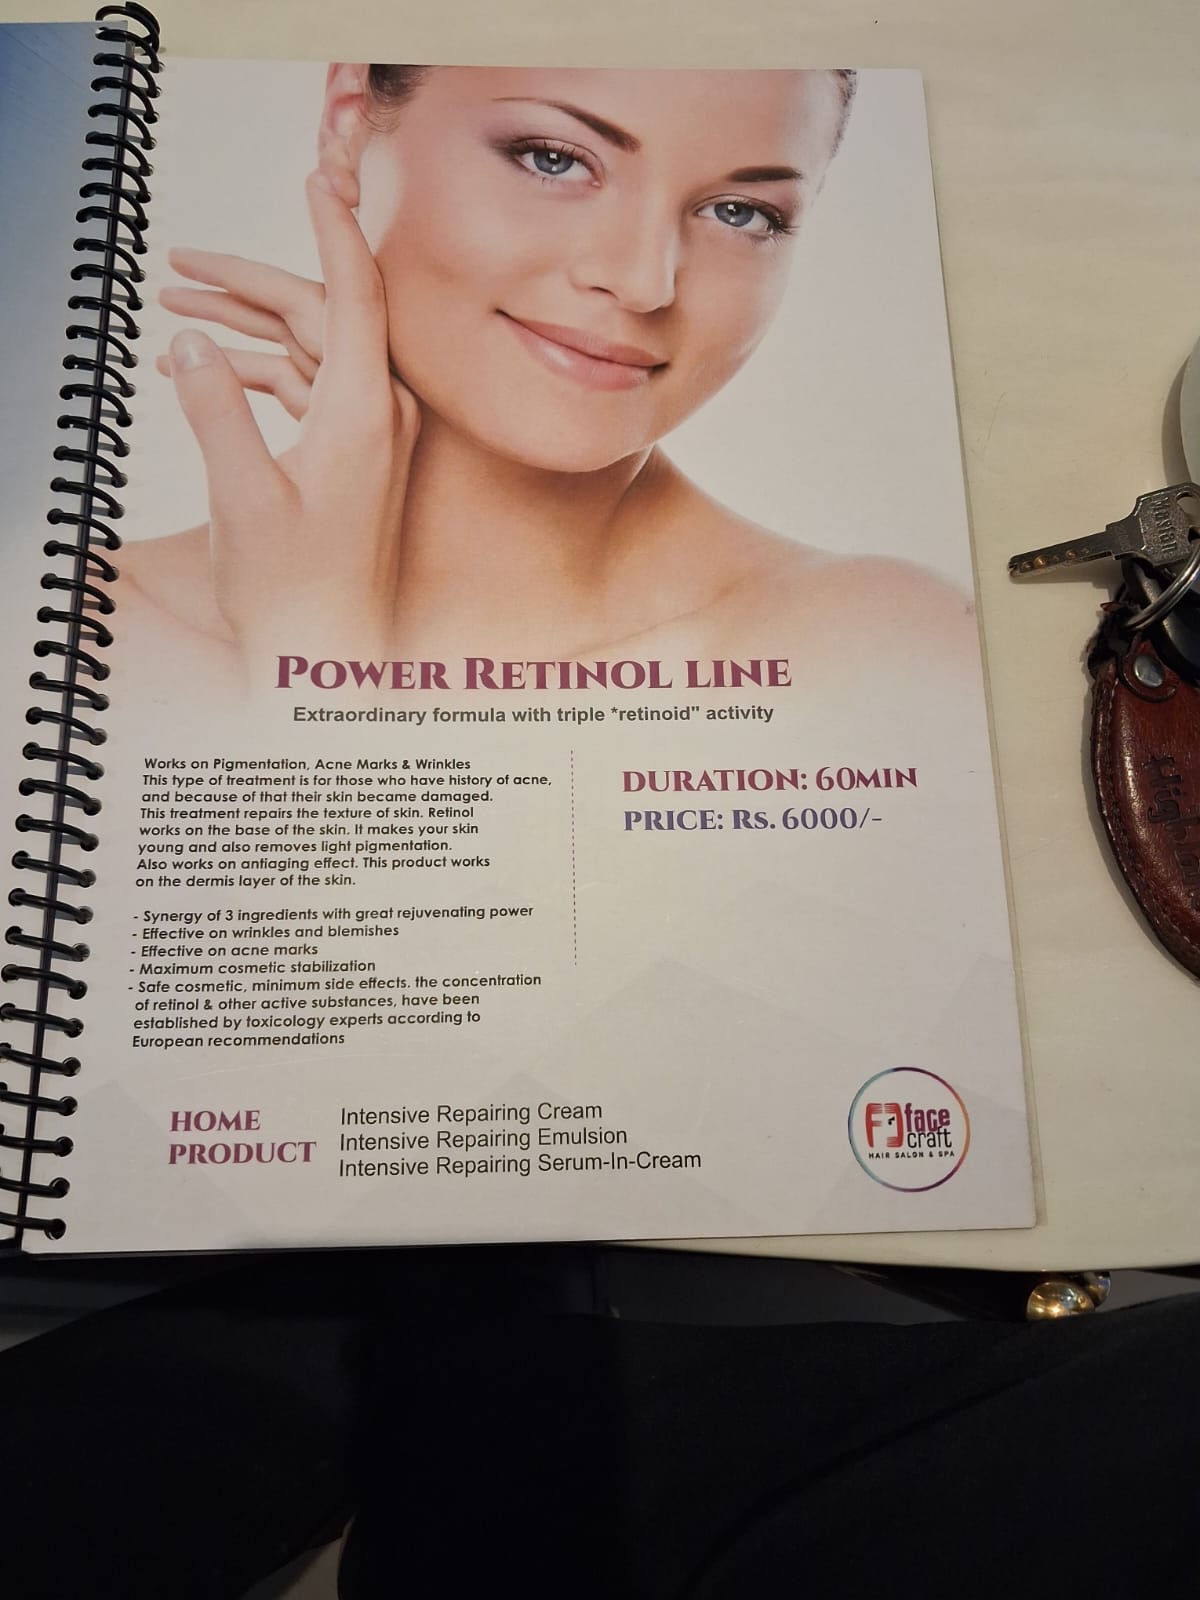 POWER RETINOL LINE
Extraordinary formula with triple *retinoid" activity
Works on Pigmentation, Acne Marks & Wrinkles
This type of treatment is for those who have history of acne,
and because of that their skin became damaged.
This treatment repairs the texture of skin. Retinol
works on the base of the skin. It makes your skin
young and also removes light pigmentation.
Also works on antiaging effect. This product works
on the dermis layer of the skin.
- Synergy of 3 ingredients with great rejuvenating power
- Effective on wrinkles and blemishes
- Effective on acne marks
- Maximum cosmetic stabilization
- Safe cosmetic, minimum side effects. the concentration
of retinol & other active substances, have been
established by toxicology experts according to
European recommendations
DURATION: 60MIN
PRICE: RS. 6000/-
HOME
PRODUCT
Intensive Repairing Cream
Intensive Repairing Emulsion
Intensive Repairing Serum-In-Cream
face
craft
HAIR SALON & SPA